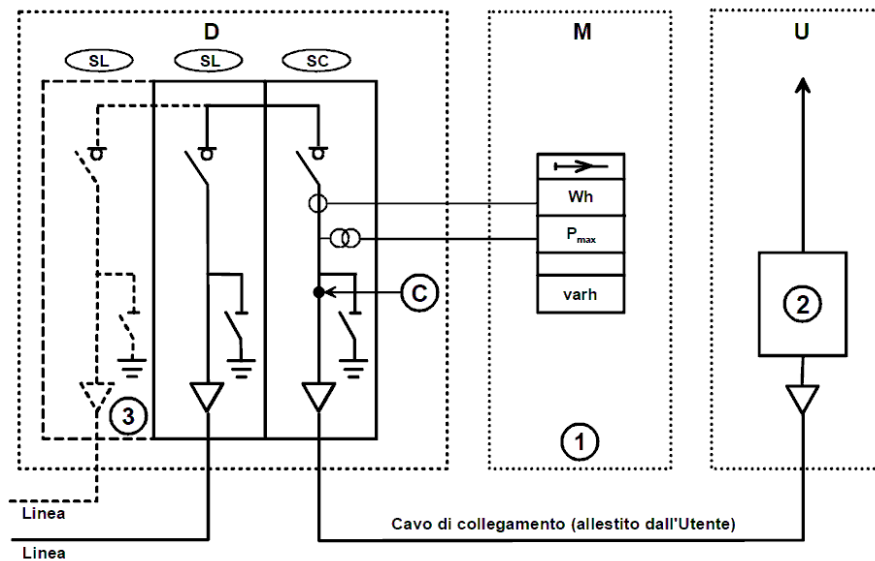 D
M
U
SL
SL
SC
Wh
Pmax
varh
C
2
3
1
Linea
Cavo di collegamento (allestito dall'Utente)
Linea